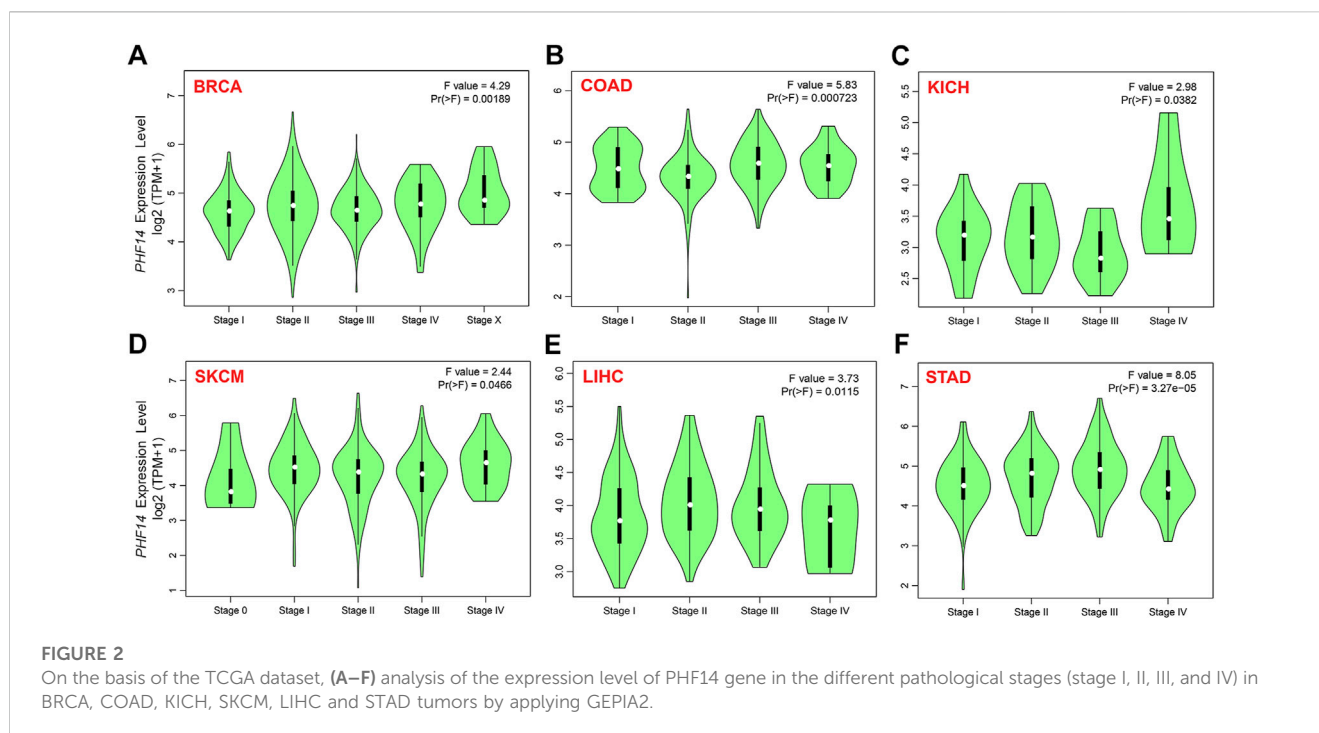 A
BRCA
F value = 4.29
Pr(>F) = 0.00189
PHF14 Expression Level
log2 (TPM+1)
7
6
5
4
3
Stage I Stage II Stage III Stage IV Stage X
B
COAD
F value = 5.83
Pr(>F) = 0.000723
6
5
4
3
2
Stage I Stage II Stage III Stage IV
C
KICH
F value = 2.98
Pr(>F) = 0.0382
5.5
5.0
4.5
4.0
3.5
3.0
2.5
Stage I Stage II Stage III Stage IV
D
SKCM
F value = 2.44
Pr(>F) = 0.0466
PHF14 Expression Level
log2 (TPM+1)
7
6
5
4
3
2
1
Stage 0 Stage I Stage II Stage III Stage IV
E
LIHC
F value = 3.73
Pr(>F) = 0.0115
6.0
5.5
5.0
4.5
4.0
3.5
3.0
Stage I Stage II Stage III Stage IV
F
STAD
F value = 8.05
Pr(>F) = 3.27e−05
7
6
5
4
3
2
Stage I Stage II Stage III Stage IV
FIGURE 2
On the basis of the TCGA dataset, (A–F) analysis of the expression level of PHF14 gene in the different pathological stages (stage I, II, III, and IV) in
BRCA, COAD, KICH, SKCM, LIHC and STAD tumors by applying GEPIA2.